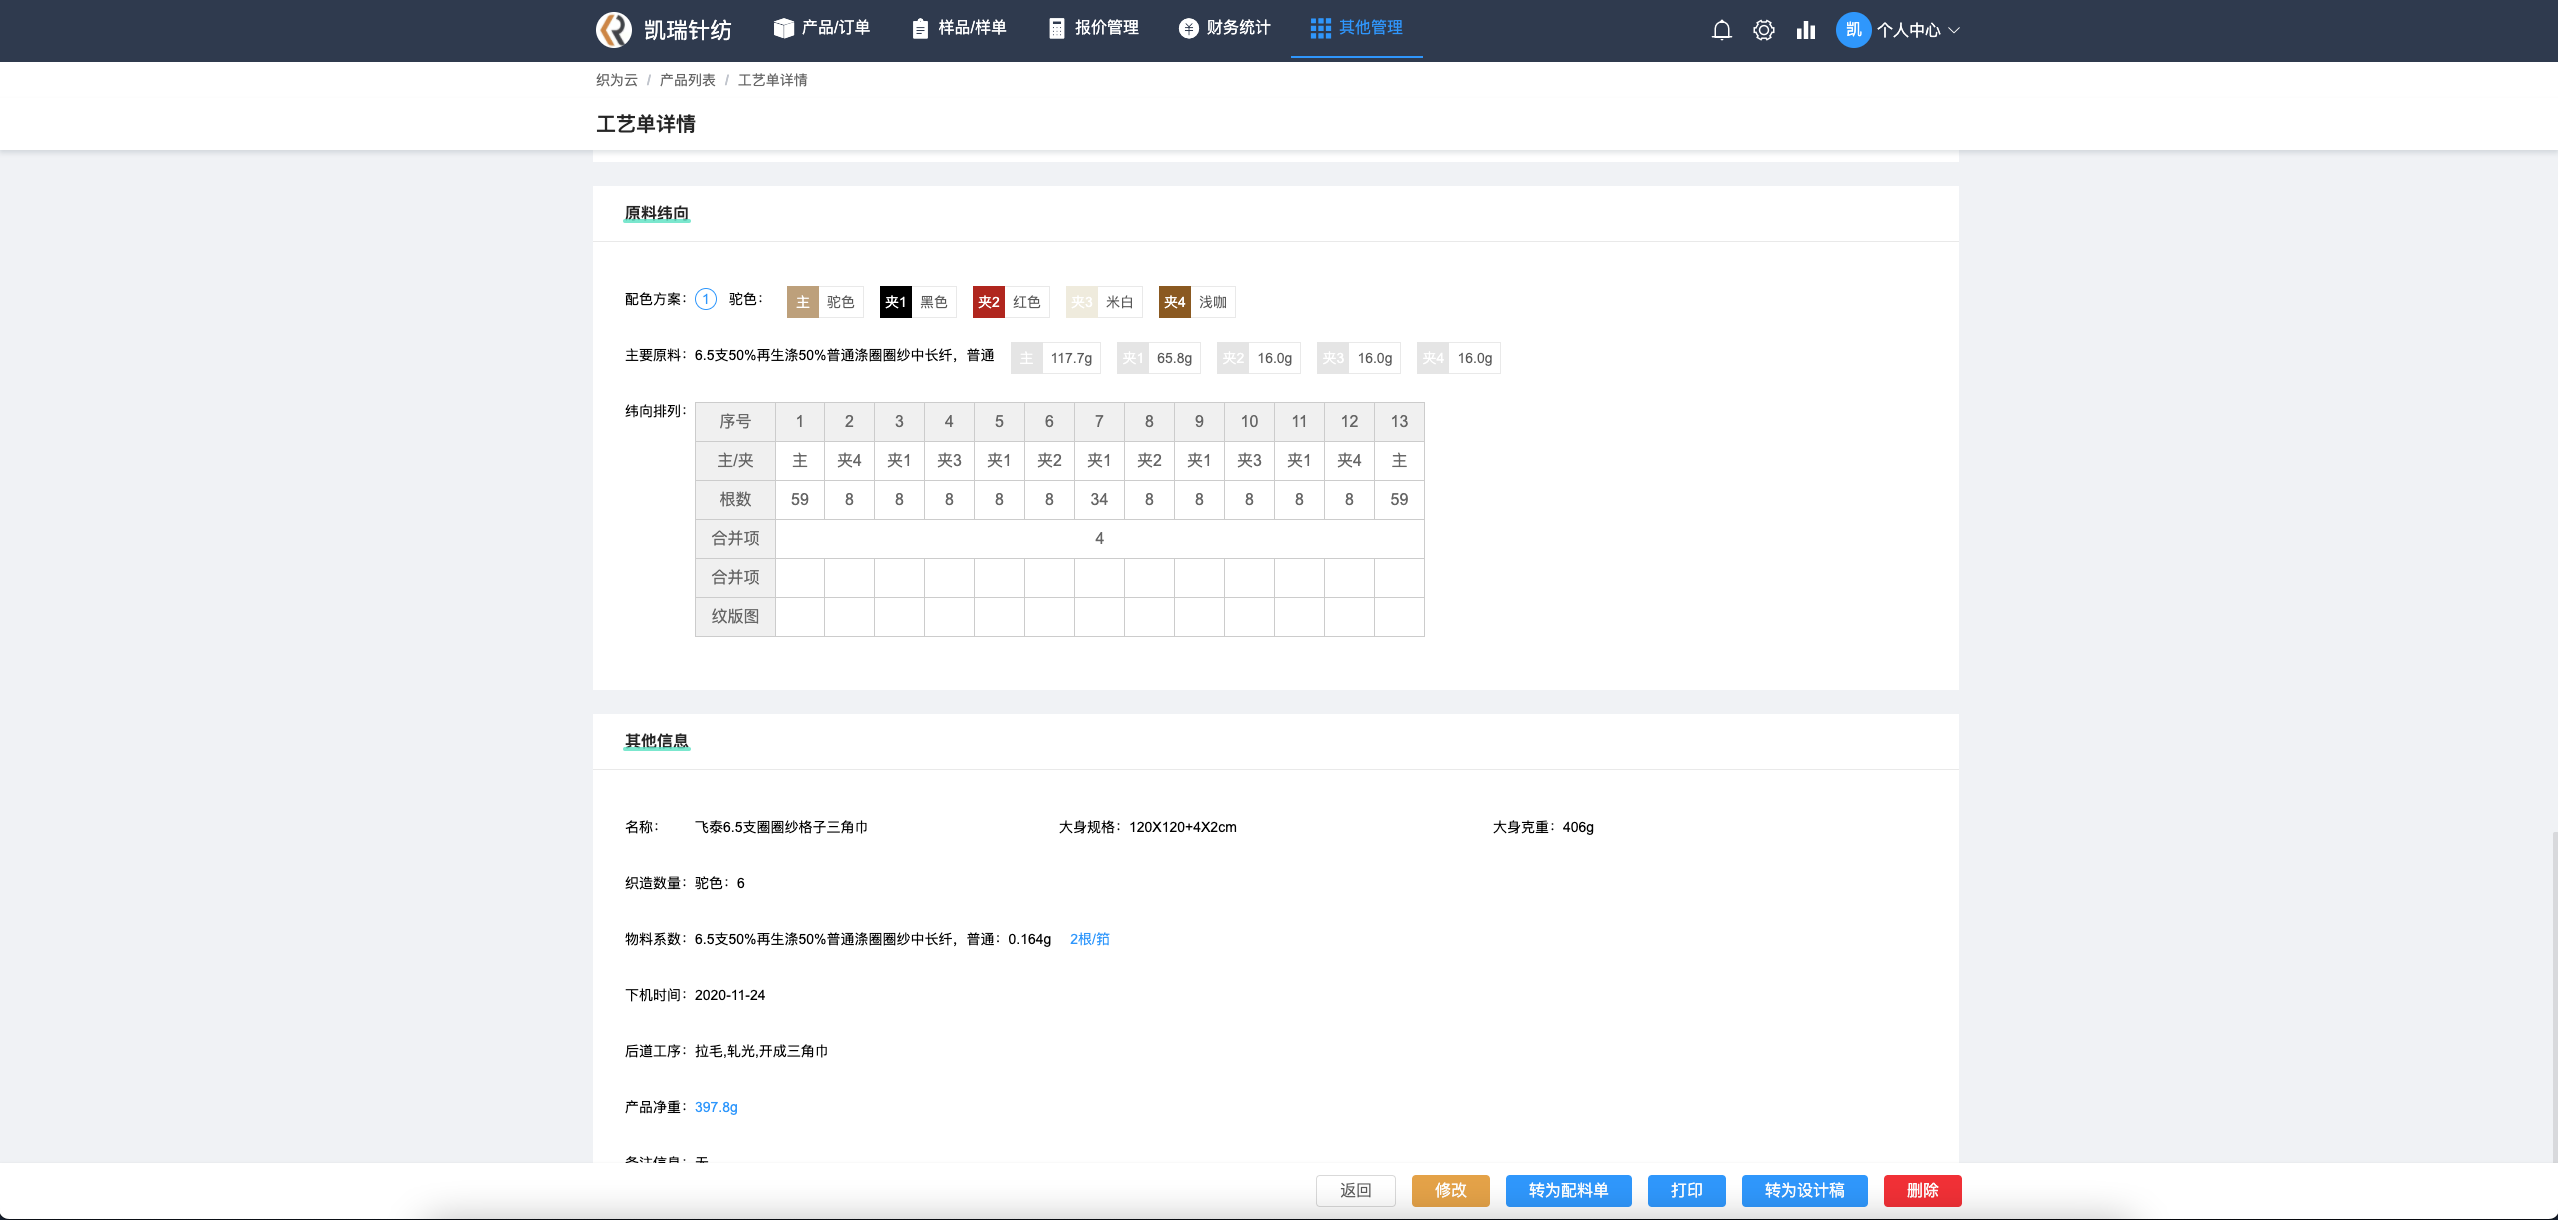 凯瑞针纺 产品/订单 样品/样单 报价管理 ¥ 财务统计 其他管理 凯 个人中心
织为云 / 产品列表 / 工艺单详情
工艺单详情
原料纬向
配色方案： 1 驼色： 主 驼色 夹1 黑色 夹2 红色 夹3 米白 夹4 浅咖
主要原料： 6.5支50%再生涤50%普通涤圈圈纱中长纤，普通 主 117.7g 夹1 65.8g 夹2 16.0g 夹3 16.0g 夹4 16.0g
纬向排列：
序号 1 2 3 4 5 6 7 8 9 10 11 12 13
主/夹 主 夹4 夹1 夹3 夹1 夹2 夹1 夹2 夹1 夹3 夹1 夹4 主
根数 59 8 8 8 8 8 34 8 8 8 8 8 59
合并项 4
合并项
纹版图
其他信息
名称： 飞泰6.5支圈圈纱格子三角巾 大身规格： 120X120+4X2cm 大身克重： 406g
织造数量： 驼色：6
物料系数： 6.5支50%再生涤50%普通涤圈圈纱中长纤，普通：0.164g 2根/筘
下机时间： 2020-11-24
后道工序： 拉毛,轧光,开成三角巾
产品净重： 397.8g
备注信息： 无
返回 修改 转为配料单 打印 转为设计稿 删除